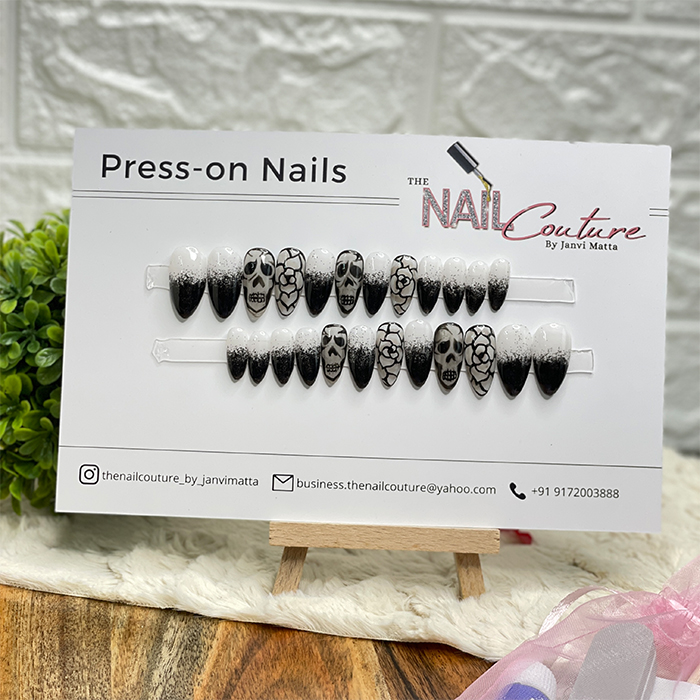 Press-on Nails
THE
NAIL Couture
By Janvi Matta
thenailcouture_by_janvimatta
business.thenailcouture@yahoo.com
+91 9172003888